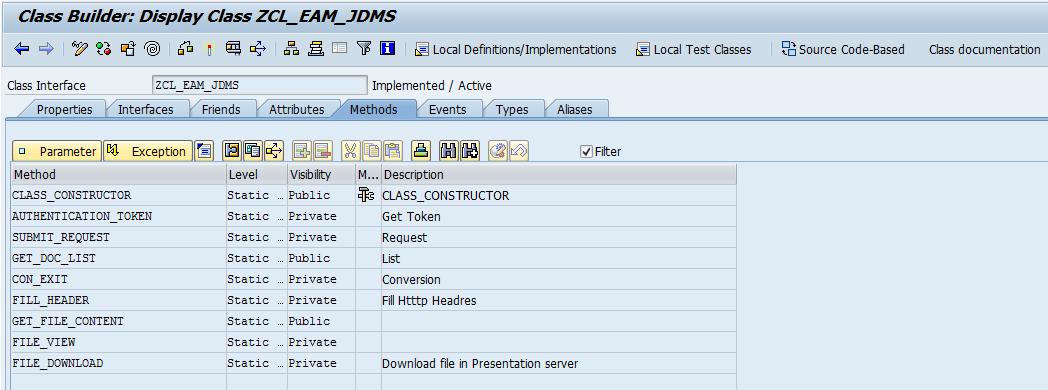 Class Builder: Display Class ZCL_EAM_JDMS
Local Definitions/Implementations Local Test Classes Source Code-Based Class documentation
Class Interface ZCL_EAM_JDMS Implemented / Active
Properties Interfaces Friends Attributes Methods Events Types Aliases
Parameter Exception Filter
Method Level Visibility M... Description
CLASS_CONSTRUCTOR Static … Public CLASS_CONSTRUCTOR
AUTHENTICATION_TOKEN Static … Private Get Token
SUBMIT_REQUEST Static … Private Request
GET_DOC_LIST Static … Public List
CON_EXIT Static … Private Conversion
FILL_HEADER Static … Private Fill Htttp Headres
GET_FILE_CONTENT Static … Public
FILE_VIEW Static … Private
FILE_DOWNLOAD Static … Private Download file in Presentation server